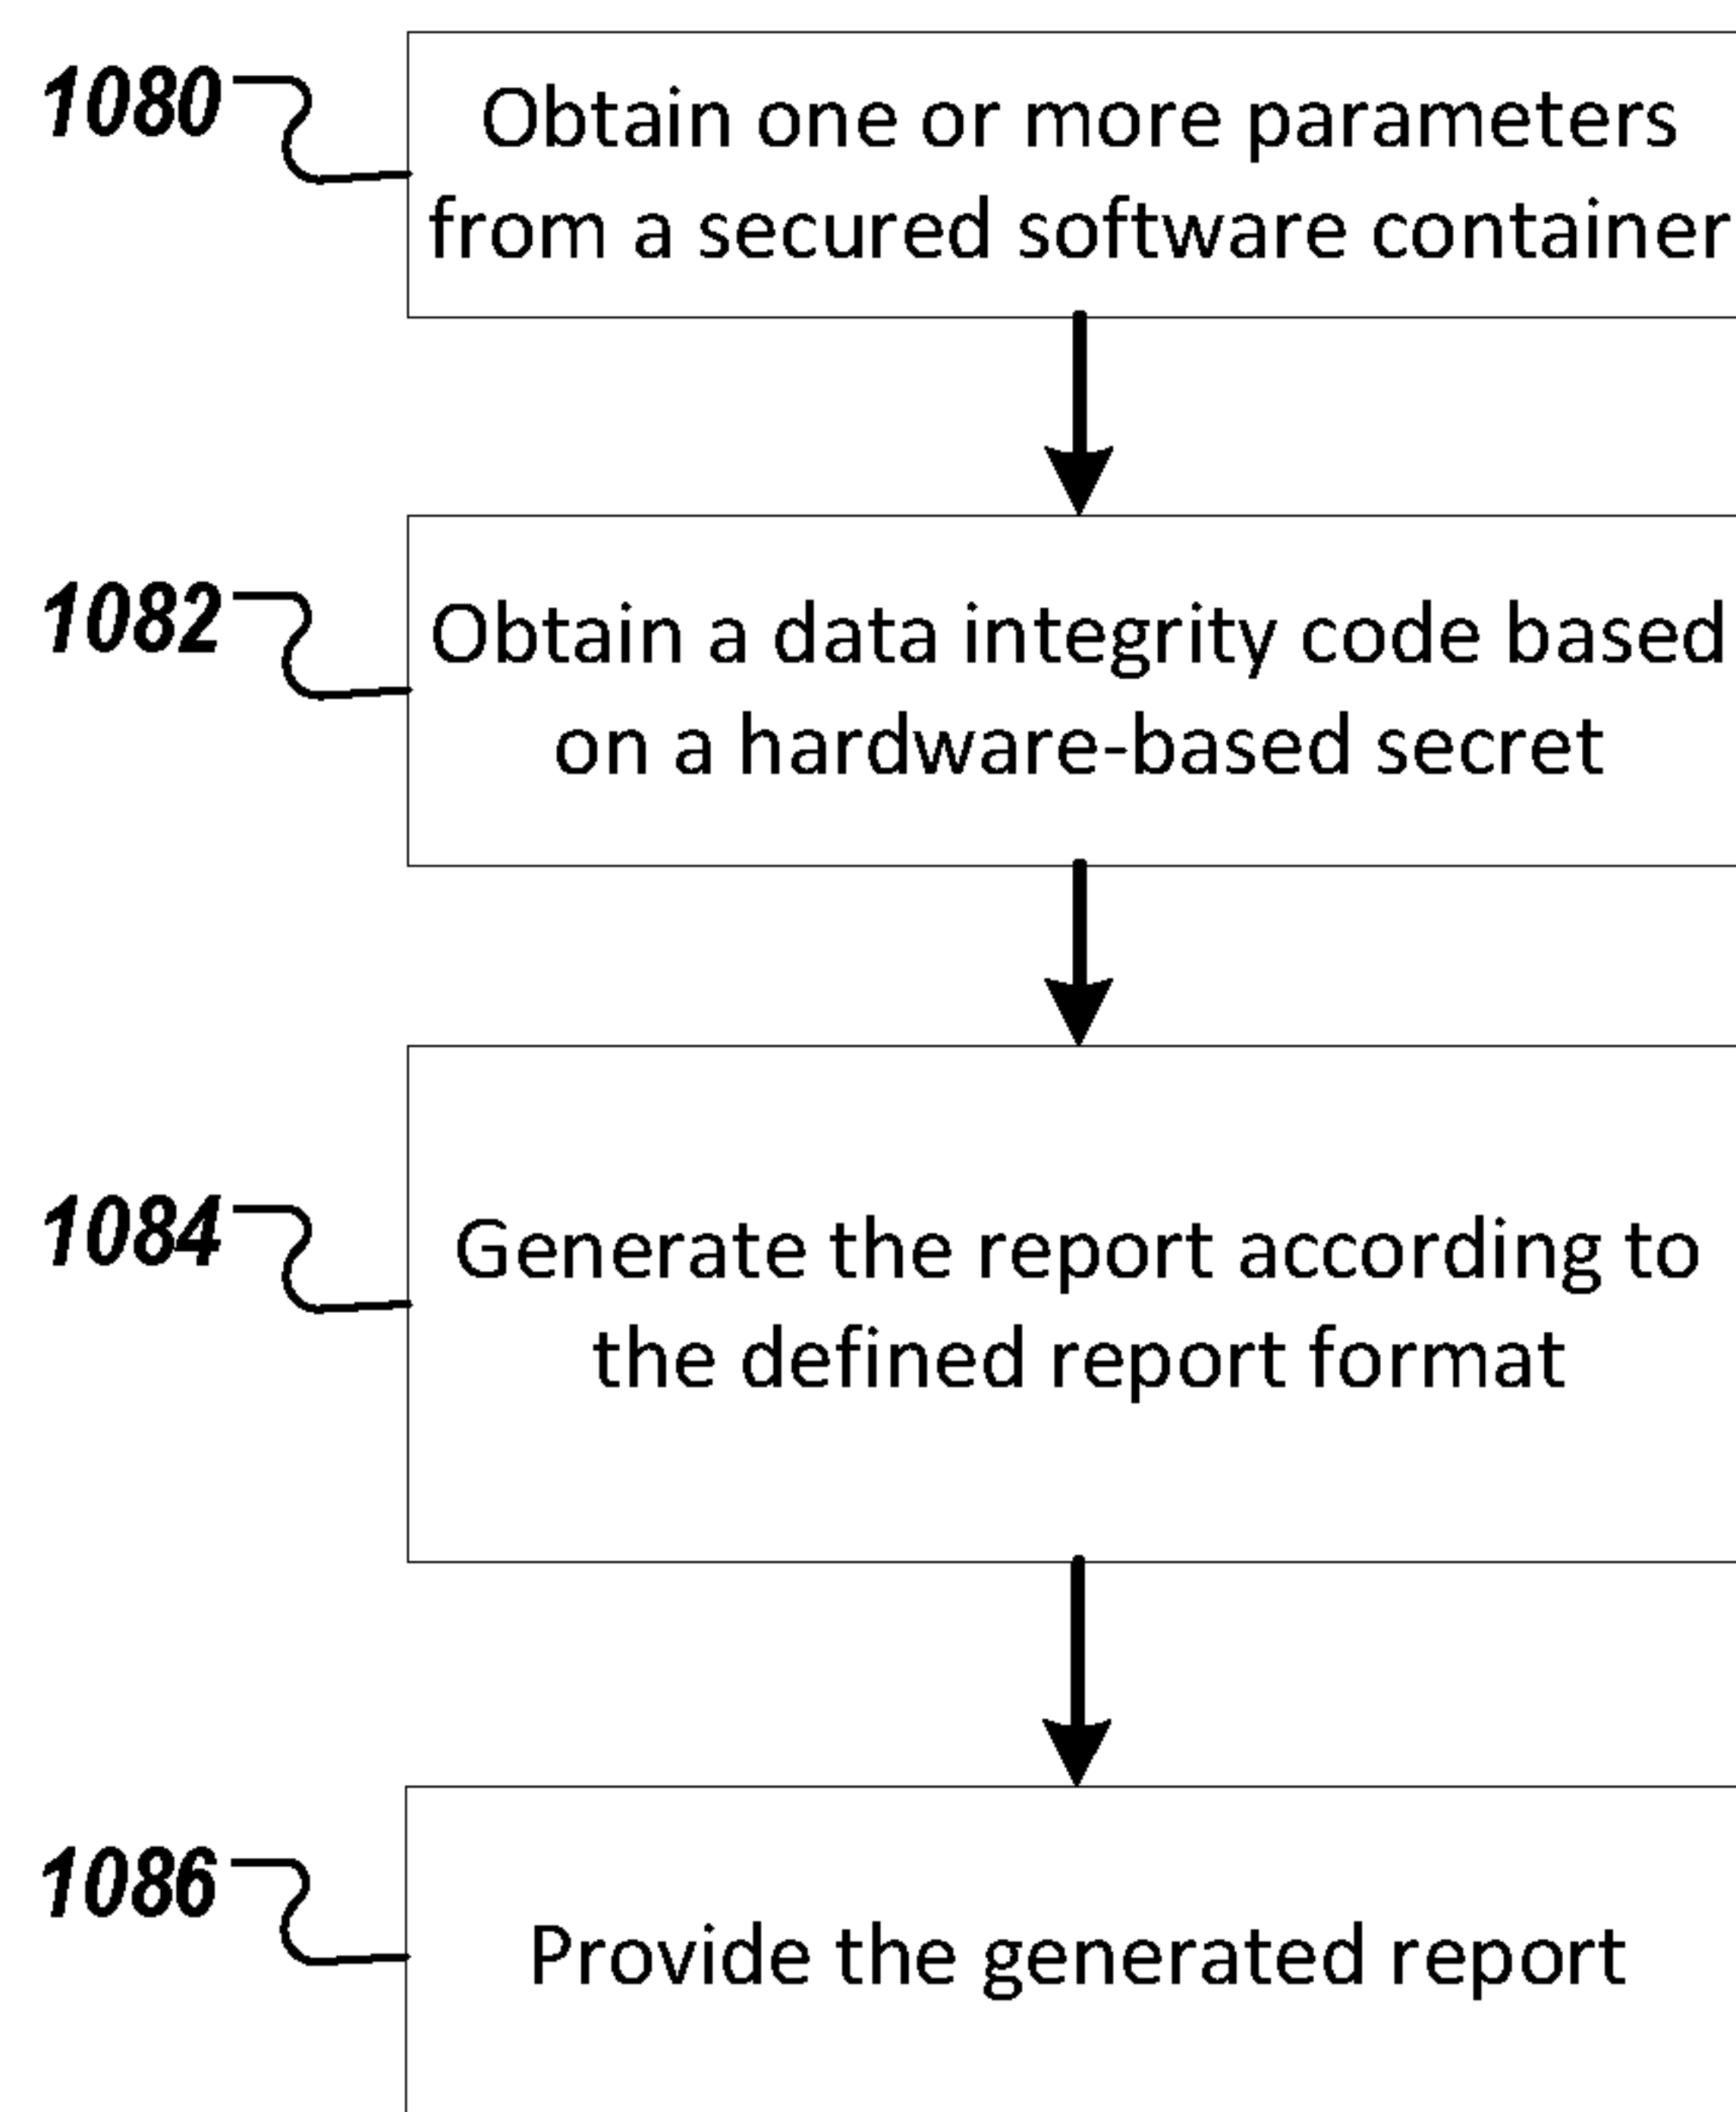 1080
Obtain one or more parameters
from a secured software container
1082
Obtain a data integrity code based
on a hardware-based secret
1084
Generate the report according to
the defined report format
1086
Provide the generated report